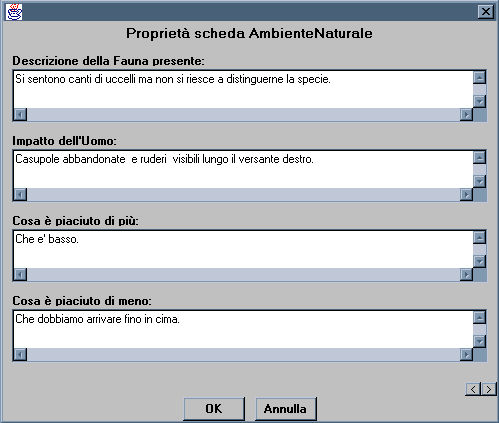 Proprietà scheda AmbienteNaturale
Descrizione della Fauna presente:
Si sentono canti di uccelli ma non si riesce a distinguerne la specie.
Impatto dell'Uomo:
Casupole abbandonate e ruderi visibili lungo il versante destro.
Cosa è piaciuto di più:
Che e' basso.
Cosa è piaciuto di meno:
Che dobbiamo arrivare fino in cima.
< >
OK Annulla